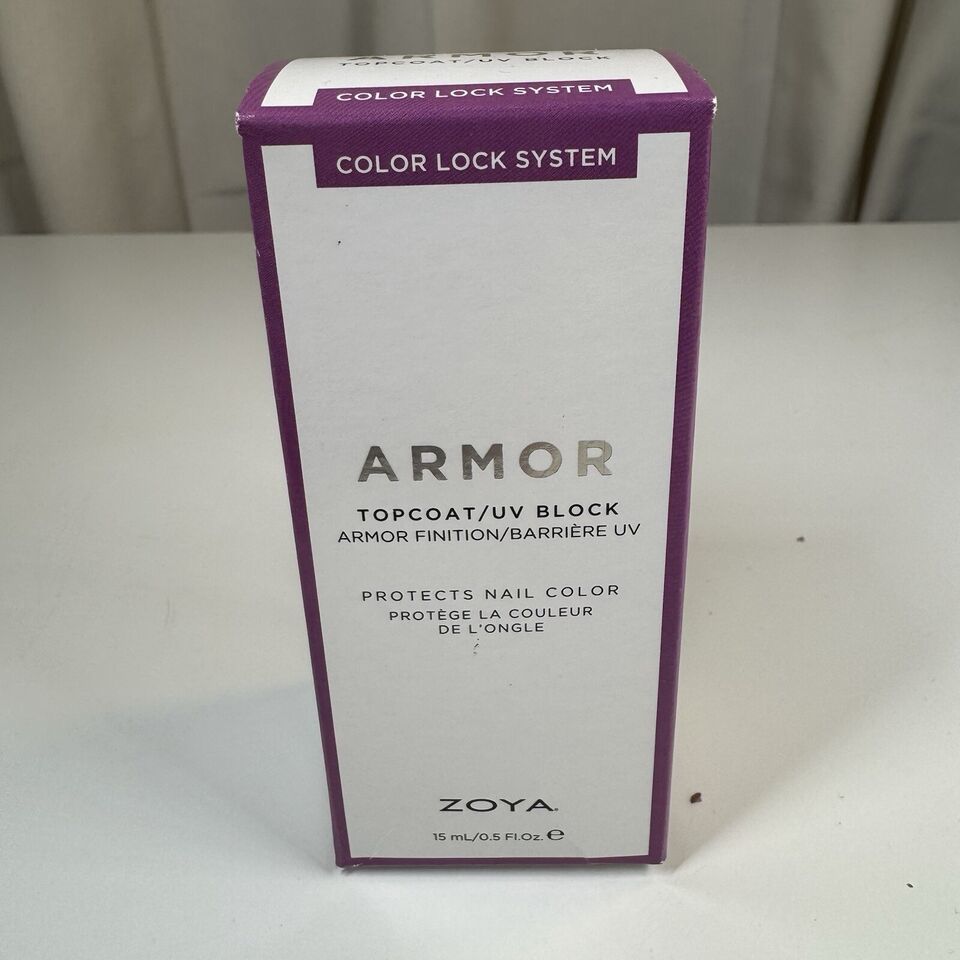 ARMOR
TOPCOAT/UV BLOCK
COLOR LOCK SYSTEM
COLOR LOCK SYSTEM
ARMOR
TOPCOAT/UV BLOCK
ARMOR FINITION/BARRIÈRE UV
PROTECTS NAIL COLOR
PROTÈGE LA COULEUR
DE L'ONGLE
ZOYA®
15 mL/0.5 Fl.Oz. ℮